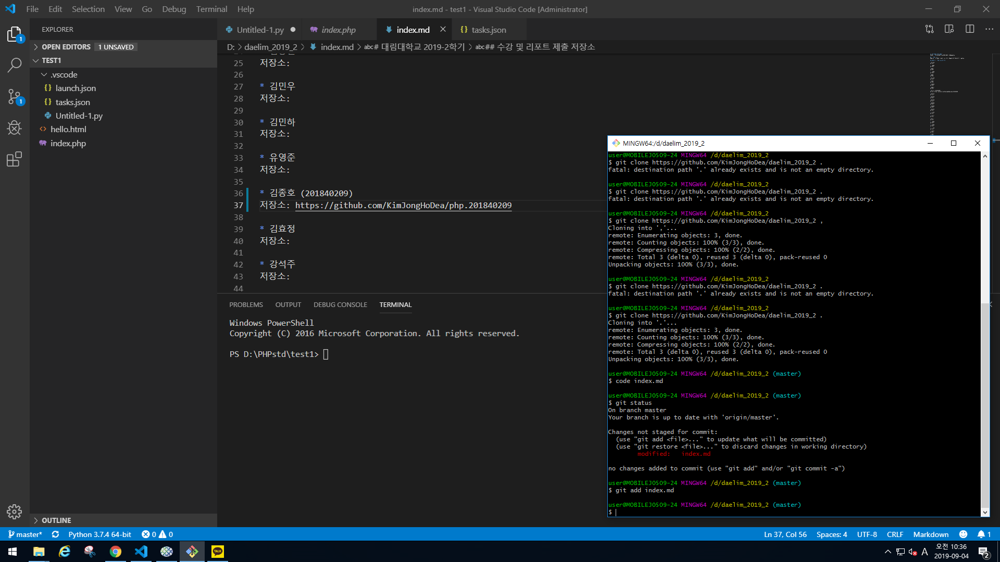 File Edit Selection View Go Debug Terminal Help
index.md - test1 - Visual Studio Code [Administrator]
EXPLORER
OPEN EDITORS 1 UNSAVED
TEST1
.vscode
launch.json
tasks.json
Untitled-1.py
hello.html
index.php
OUTLINE
Untitled-1.py
index.php
index.md
tasks.json
D: > daelim_2019_2 > index.md > abc# 대림대학교 2019-2학기 > abc## 수강 및 리포트 제출 저장소
25 저장소:
26
27 * 김민우
28 저장소:
29
30 * 김민하
31 저장소:
32
33 * 유영준
34 저장소:
35
36 * 김종호 (201840209)
37 저장소: https://github.com/KimJongHoDea/php.201840209
38
39 * 김효정
40 저장소:
41
42 * 강석주
43 저장소:
44
PROBLEMS OUTPUT DEBUG CONSOLE TERMINAL
Windows PowerShell
Copyright (C) 2016 Microsoft Corporation. All rights reserved.
PS D:\PHPstd\test1>
MINGW64:/d/daelim_2019_2
user@MOBILEJ0509-24 MINGW64 /d/daelim_2019_2
$ git clone https://github.com/KimJongHoDea/daelim_2019_2 .
fatal: destination path '.' already exists and is not an empty directory.
user@MOBILEJ0509-24 MINGW64 /d/daelim_2019_2
$ git clone https://github.com/KimJongHoDea/daelim_2019_2 .
fatal: destination path '.' already exists and is not an empty directory.
user@MOBILEJ0509-24 MINGW64 /d/daelim_2019_2
$ git clone https://github.com/KimJongHoDea/daelim_2019_2 ,
Cloning into ','...
remote: Enumerating objects: 3, done.
remote: Counting objects: 100% (3/3), done.
remote: Compressing objects: 100% (2/2), done.
remote: Total 3 (delta 0), reused 3 (delta 0), pack-reused 0
Unpacking objects: 100% (3/3), done.
user@MOBILEJ0509-24 MINGW64 /d/daelim_2019_2
$ git clone https://github.com/KimJongHoDea/daelim_2019_2 .
fatal: destination path '.' already exists and is not an empty directory.
user@MOBILEJ0509-24 MINGW64 /d/daelim_2019_2
$ git clone https://github.com/KimJongHoDea/daelim_2019_2 .
Cloning into '.'...
remote: Enumerating objects: 3, done.
remote: Counting objects: 100% (3/3), done.
remote: Compressing objects: 100% (2/2), done.
remote: Total 3 (delta 0), reused 3 (delta 0), pack-reused 0
Unpacking objects: 100% (3/3), done.
user@MOBILEJ0509-24 MINGW64 /d/daelim_2019_2 (master)
$ code index.md
user@MOBILEJ0509-24 MINGW64 /d/daelim_2019_2 (master)
$ git status
On branch master
Your branch is up to date with 'origin/master'.
Changes not staged for commit:
(use "git add <file>..." to update what will be committed)
(use "git restore <file>..." to discard changes in working directory)
modified: index.md
no changes added to commit (use "git add" and/or "git commit -a")
user@MOBILEJ0509-24 MINGW64 /d/daelim_2019_2 (master)
$ git add index.md
user@MOBILEJ0509-24 MINGW64 /d/daelim_2019_2 (master)
$
master* Python 3.7.4 64-bit 0 0
Ln 37, Col 56 Spaces: 4 UTF-8 CRLF Markdown 1
TALK
A 오전 10:36
2019-09-04
2